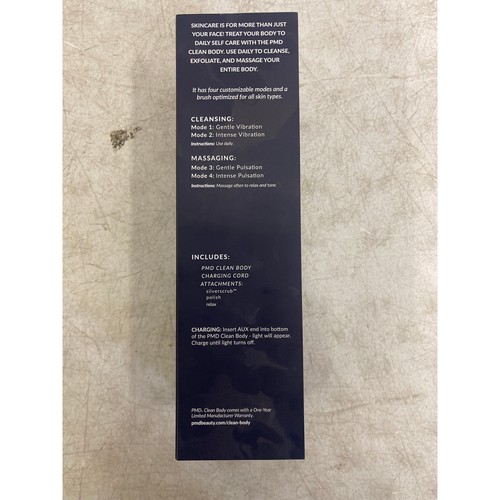 SKINCARE IS FOR MORE THAN JUST
YOUR FACE! TREAT YOUR BODY TO
DAILY SELF CARE WITH THE PMD
CLEAN BODY. USE DAILY TO CLEANSE,
EXFOLIATE, AND MASSAGE YOUR
ENTIRE BODY.
It has four customizable modes and a
brush optimized for all skin types.
CLEANSING:
Mode 1: Gentle Vibration
Mode 2: Intense Vibration
Instructions: Use daily.
MASSAGING:
Mode 3: Gentle Pulsation
Mode 4: Intense Pulsation
Instructions: Massage often to relax and tone.
INCLUDES:
PMD CLEAN BODY
CHARGING CORD
ATTACHMENTS:
silverscrub™
polish
relax
CHARGING: Insert AUX end into bottom
of the PMD Clean Body - light will appear.
Charge until light turns off.
PMD. Clean Body comes with a One Year
Limited Manufacturer Warranty.
pmdbeauty.com/clean-body